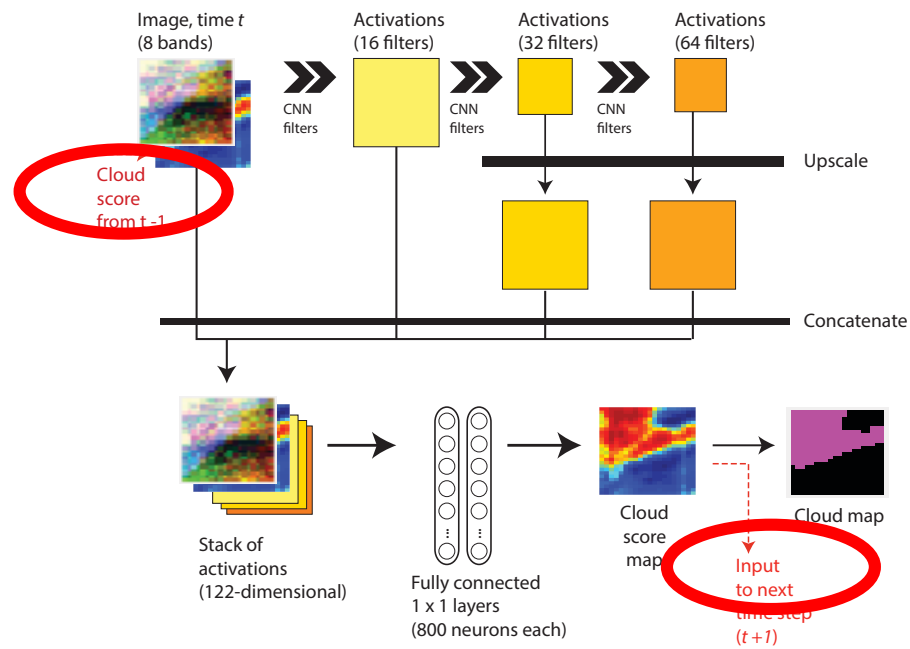 Image, time t
(8 bands)
Activations
(16 filters)
Activations
(32 filters)
Activations
(64 filters)
CNN
filters
CNN
filters
CNN
filters
Cloud
score
from t -1
Upscale
Concatenate
Stack of
activations
(122-dimensional)
...
...
Fully connected
1 x 1 layers
(800 neurons each)
Cloud
score
map
Cloud map
Input
to next
time step
(t +1)